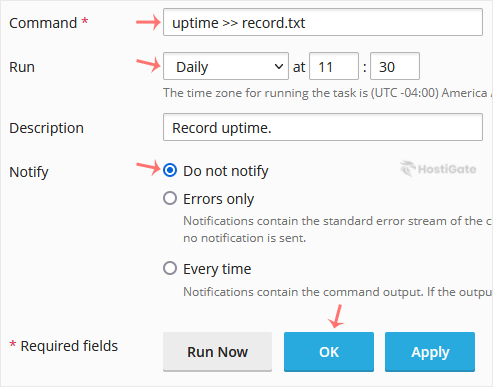 Command * uptime >> record.txt
Run Daily at 11 : 30
The time zone for running the task is (UTC -04:00) America
Description Record uptime.
Notify Do not notify
HostiGate
Errors only
Notifications contain the standard error stream of the c
no notification is sent.
Every time
Notifications contain the command output. If the outpu
* Required fields Run Now OK Apply